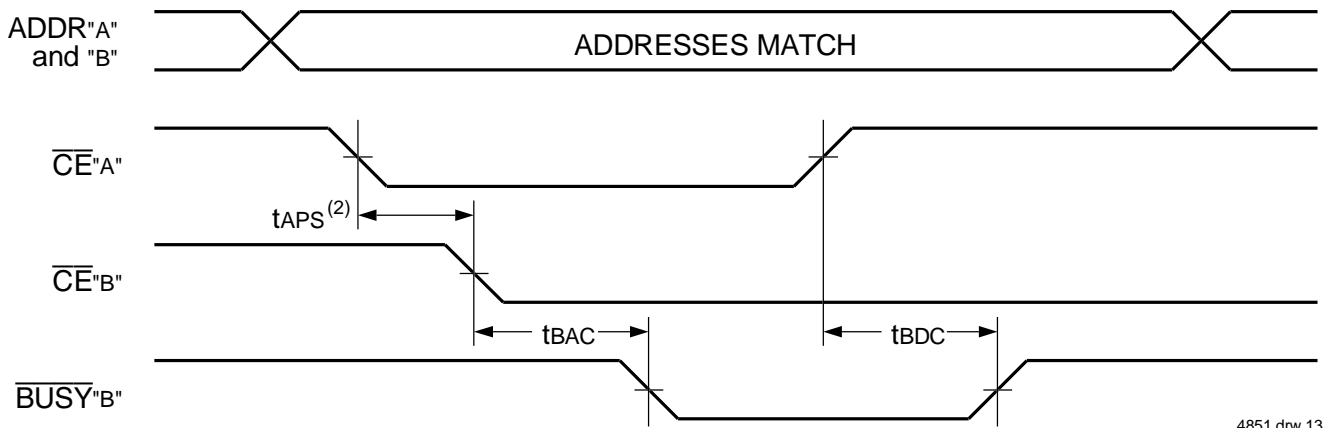 ADDR"A"
and "B"
ADDRESSES MATCH
CE"A"
tAPS(2)
CE"B"
tBAC
tBDC
BUSY"B"
4851 drw 13